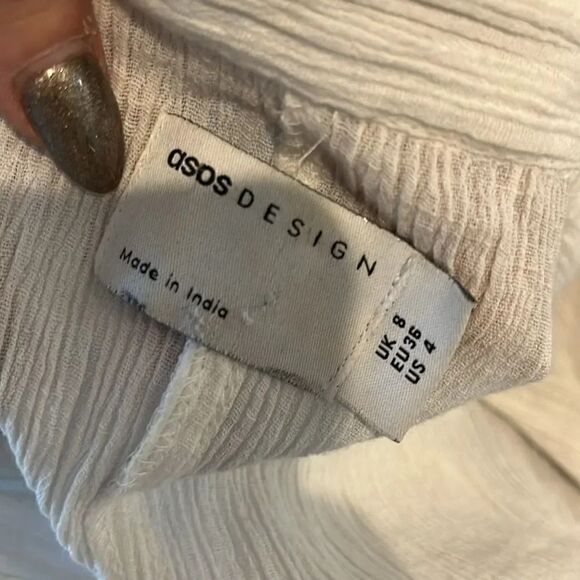 asos DESIGN
Made in India
UK 8
EU 36
US 4